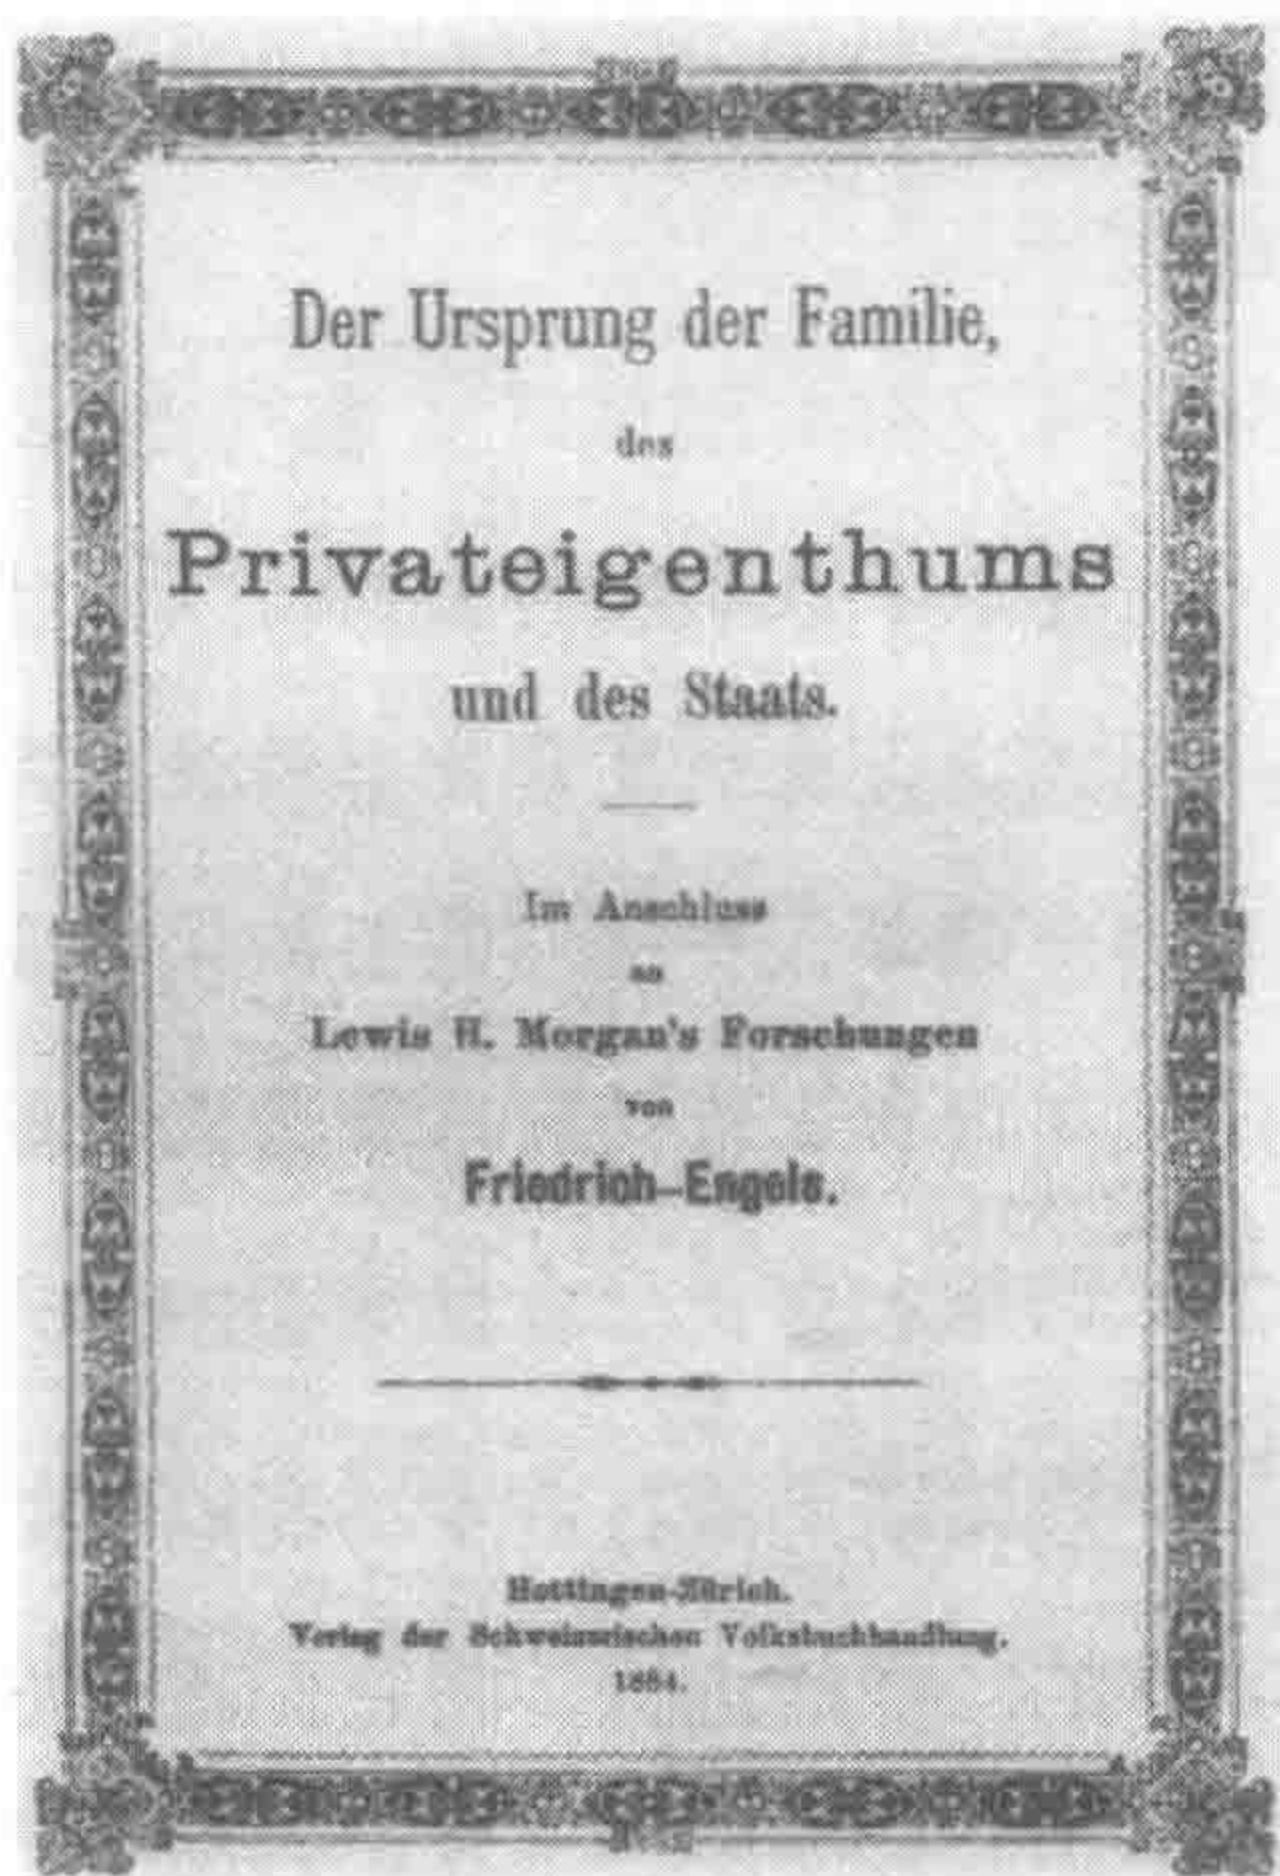 Der Ursprung der Familie,
des
Privateigenthums
und des Staats.
Im Anschluss
an
Lewis H. Morgan's Forschungen
von
Friedrich-Engels.
Hottingen-Zürich.
Verlag der Schweizerischen Volksbuchhandlung.
1884.